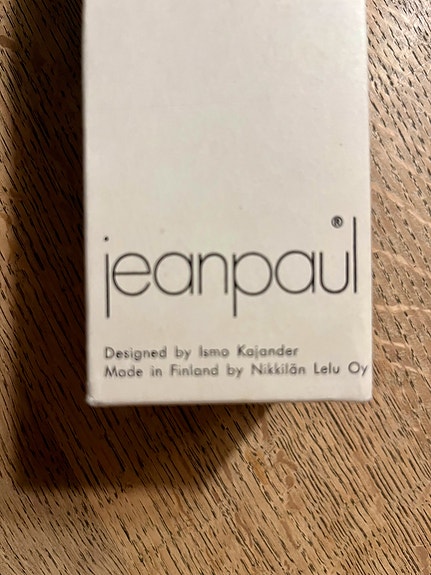 jeanpaul®
Designed by Ismo Kajander
Made in Finland by Nikkilän Lelu Oy